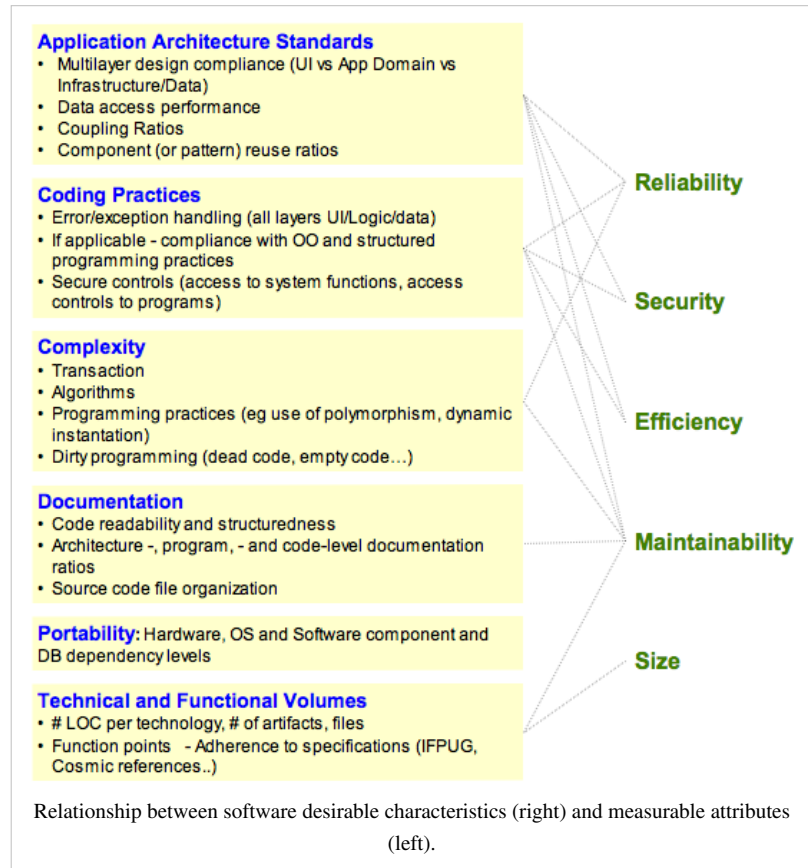 Application Architecture Standards
• Multilayer design compliance (UI vs App Domain vs
Infrastructure/Data)
• Data access performance
• Coupling Ratios
• Component (or pattern) reuse ratios
Coding Practices
• Error/exception handling (all layers UI/Logic/data)
• If applicable - compliance with OO and structured
programming practices
• Secure controls (access to system functions, access
controls to programs)
Complexity
• Transaction
• Algorithms
• Programming practices (eg use of polymorphism, dynamic
instantation)
• Dirty programming (dead code, empty code…)
Documentation
• Code readability and structuredness
• Architecture -, program, - and code-level documentation
ratios
• Source code file organization
Portability: Hardware, OS and Software component and
DB dependency levels
Technical and Functional Volumes
• # LOC per technology, # of artifacts, files
• Function points - Adherence to specifications (IFPUG,
Cosmic references..)
Reliability
Security
Efficiency
Maintainability
Size
Relationship between software desirable characteristics (right) and measurable attributes
(left).